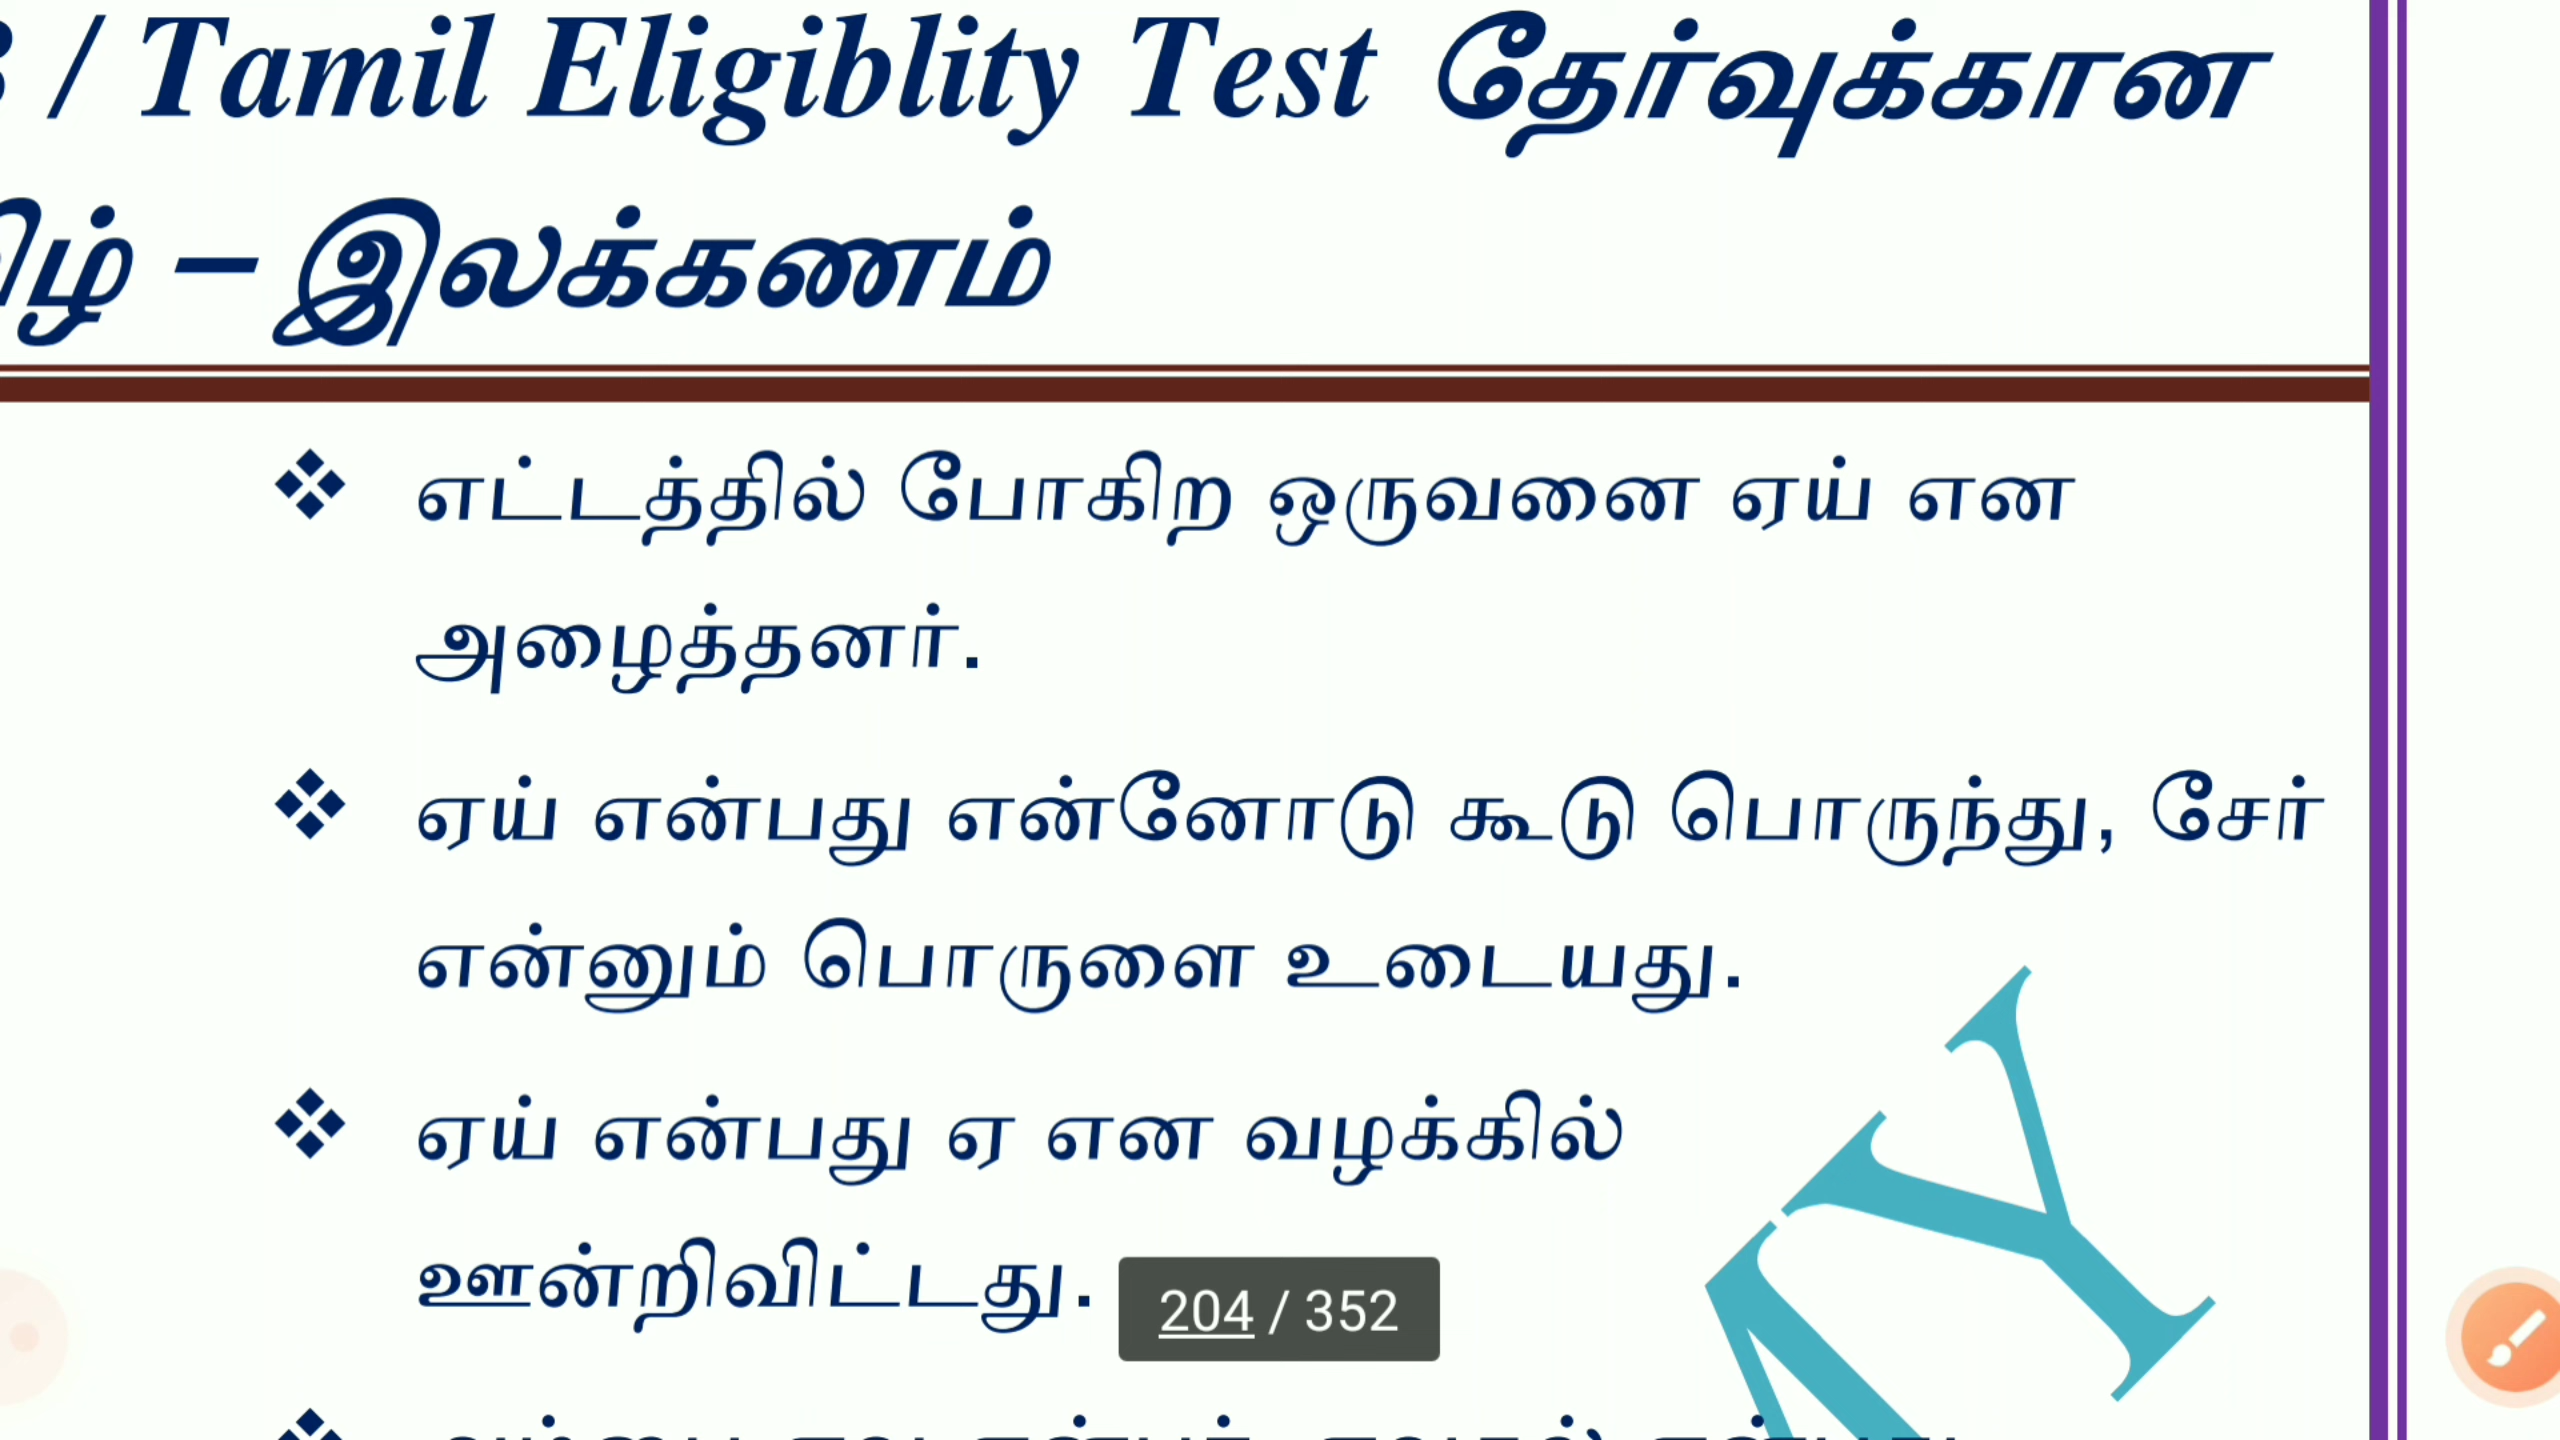 / Tamil Eligiblity Test தேர்வுக்கான
– இலக்கணம்
❖ எட்டத்தில் போகிற ஒருவனை ஏய் என
அழைத்தனர்.
❖ ஏய் என்பது என்னோடு கூடு பொருந்து, சேர்
என்னும் பொருளை உடையது.
❖ ஏய் என்பது ஏ என வழக்கில்
ஊன்றிவிட்டது.
204 / 352
MY